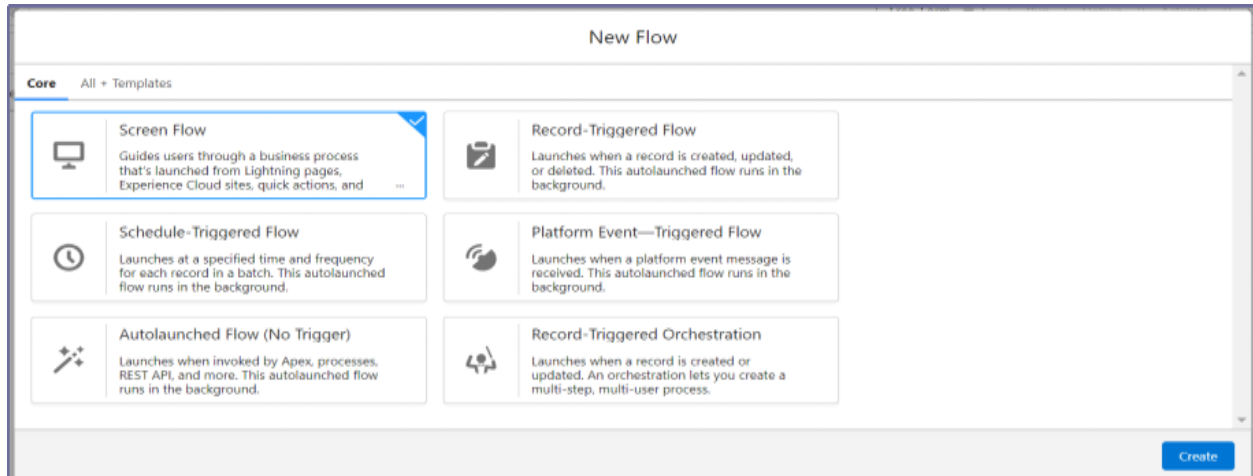 New Flow
Core
All + Templates
Screen Flow
Guides users through a business process
that's launched from Lightning pages,
Experience Cloud sites, quick actions, and ...
Record-Triggered Flow
Launches when a record is created, updated,
or deleted. This autolaunched flow runs in the
background.
Schedule-Triggered Flow
Launches at a specified time and frequency
for each record in a batch. This autolaunched
flow runs in the background.
Platform Event—Triggered Flow
Launches when a platform event message is
received. This autolaunched flow runs in the
background.
Autolaunched Flow (No Trigger)
Launches when invoked by Apex, processes,
REST API, and more. This autolaunched flow
runs in the background.
Record-Triggered Orchestration
Launches when a record is created or
updated. An orchestration lets you create a
multi-step, multi-user process.
Create